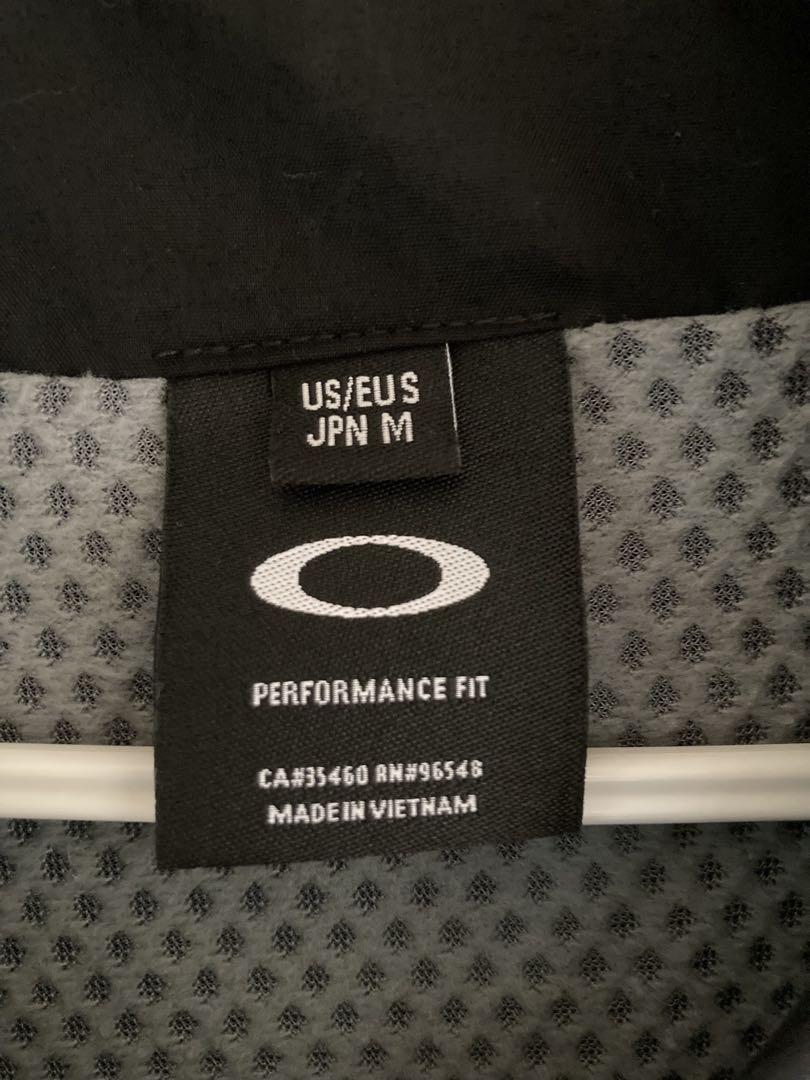 US/EU S
JPN M
PERFORMANCE FIT
CA#35460 RN#96548
MADE IN VIETNAM